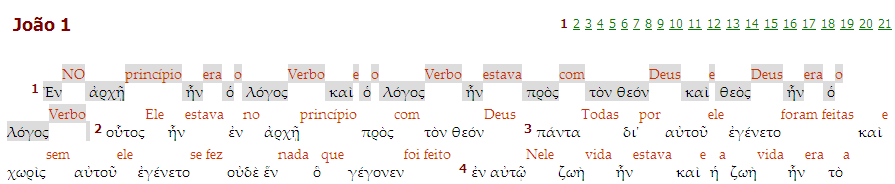 João 1 1 2 3 4 5 6 7 8 9 10 11 12 13 14 15 16 17 18 19 20 21
NO princípio era o Verbo e o Verbo estava com Deus e Deus era o
1 Ἐν ἀρχῇ ἦν ὁ λόγος καὶ ὁ λόγος ἦν πρὸς τὸν θεόν καὶ θεὸς ἦν ὁ
Verbo Ele estava no princípio com Deus Todas por ele foram feitas e
λόγος 2 οὗτος ἦν ἐν ἀρχῇ πρὸς τὸν θεόν 3 πάντα δι' αὐτοῦ ἐγένετο καὶ
sem ele se fez nada que foi feito Nele vida estava e a vida era a
χωρὶς αὐτοῦ ἐγένετο οὐδὲ ἕν ὃ γέγονεν 4 ἐν αὐτῷ ζωὴ ἦν καὶ ἡ ζωὴ ἦν τὸ